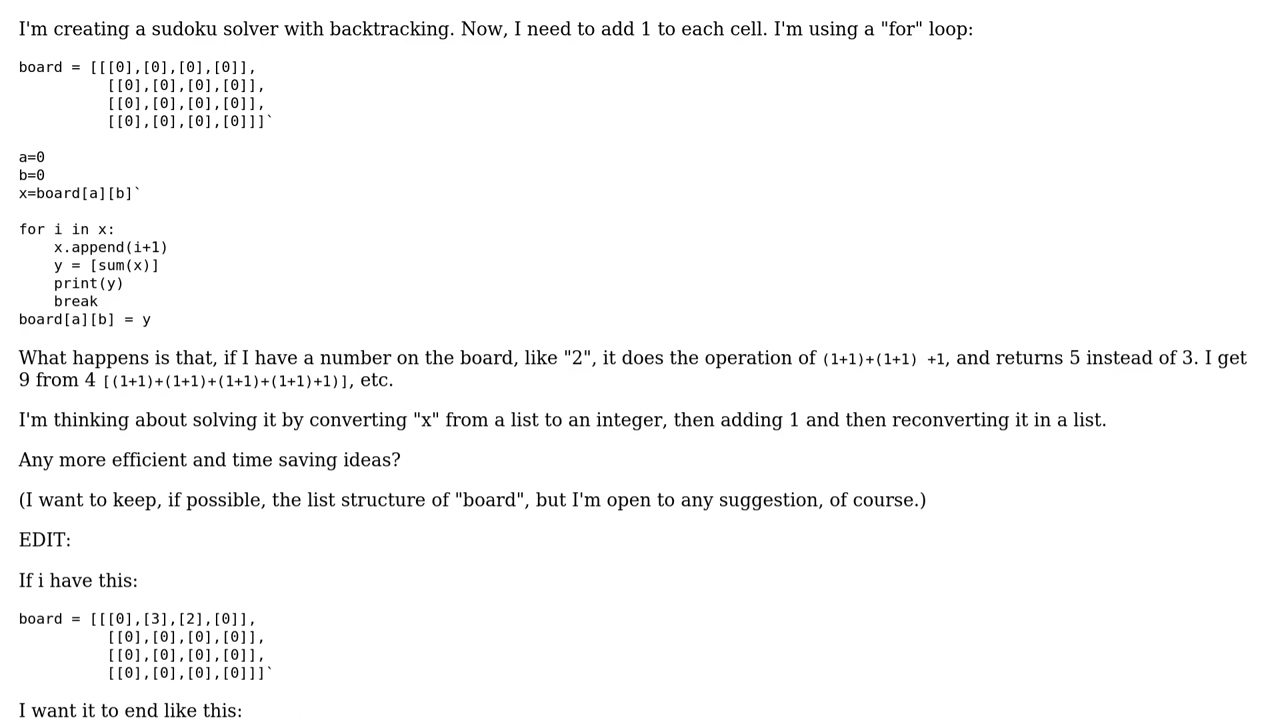 I'm creating a sudoku solver with backtracking. Now, I need to add 1 to each cell. I'm using a "for" loop:
board = [[[0],[0],[0],[0]],
          [[0],[0],[0],[0]],
          [[0],[0],[0],[0]],
          [[0],[0],[0],[0]]]`
a=0
b=0
x=board[a][b]`
for i in x:
    x.append(i+1)
    y = [sum(x)]
    print(y)
    break
board[a][b] = y
What happens is that, if I have a number on the board, like "2", it does the operation of (1+1)+(1+1) +1, and returns 5 instead of 3. I get
9 from 4 [(1+1)+(1+1)+(1+1)+(1+1)+1)], etc.
I'm thinking about solving it by converting "x" from a list to an integer, then adding 1 and then reconverting it in a list.
Any more efficient and time saving ideas?
(I want to keep, if possible, the list structure of "board", but I'm open to any suggestion, of course.)
EDIT:
If i have this:
board = [[[0],[3],[2],[0]],
          [[0],[0],[0],[0]],
          [[0],[0],[0],[0]],
          [[0],[0],[0],[0]]]`
I want it to end like this: